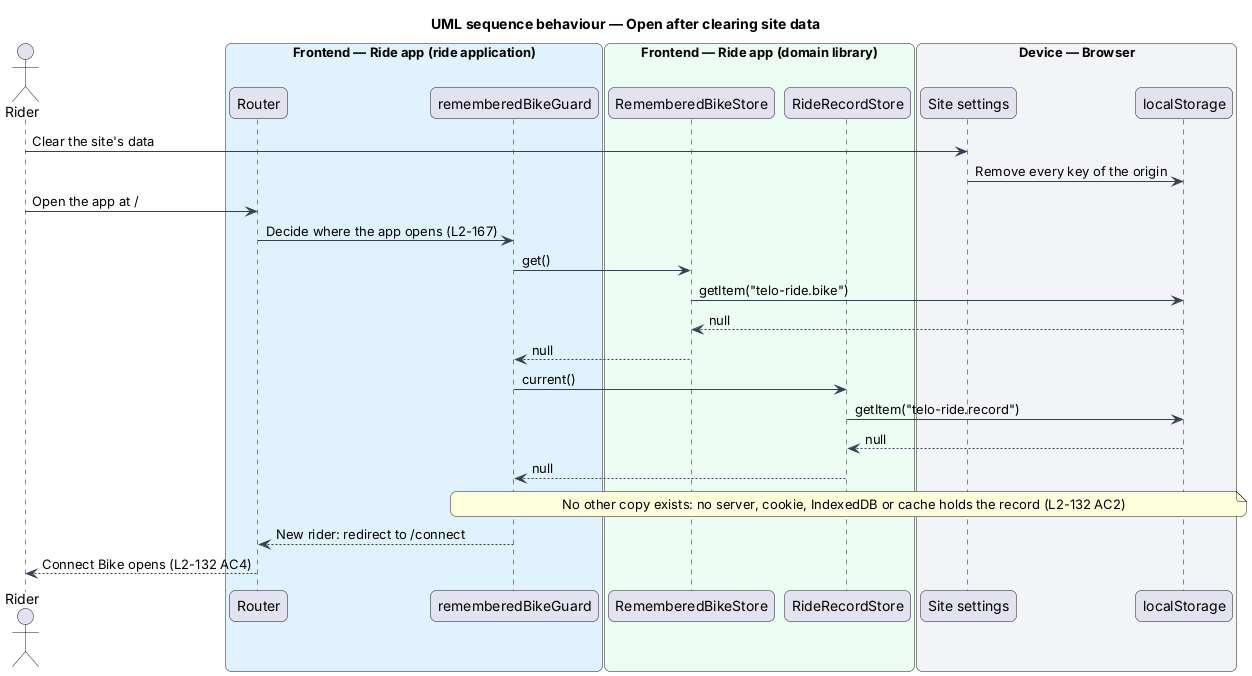 UML sequence behaviour — Open after clearing site data
Frontend — Ride app (ride application)
Frontend — Ride app (domain library)
Device — Browser
Rider
Router
rememberedBikeGuard
RememberedBikeStore
RideRecordStore
Site settings
localStorage
Clear the site's data
Remove every key of the origin
Open the app at /
Decide where the app opens (L2-167)
get()
getItem("telo-ride.bike")
null
null
current()
getItem("telo-ride.record")
null
null
No other copy exists: no server, cookie, IndexedDB or cache holds the record (L2-132 AC2)
New rider: redirect to /connect
Connect Bike opens (L2-132 AC4)
Rider
Router
rememberedBikeGuard
RememberedBikeStore
RideRecordStore
Site settings
localStorage